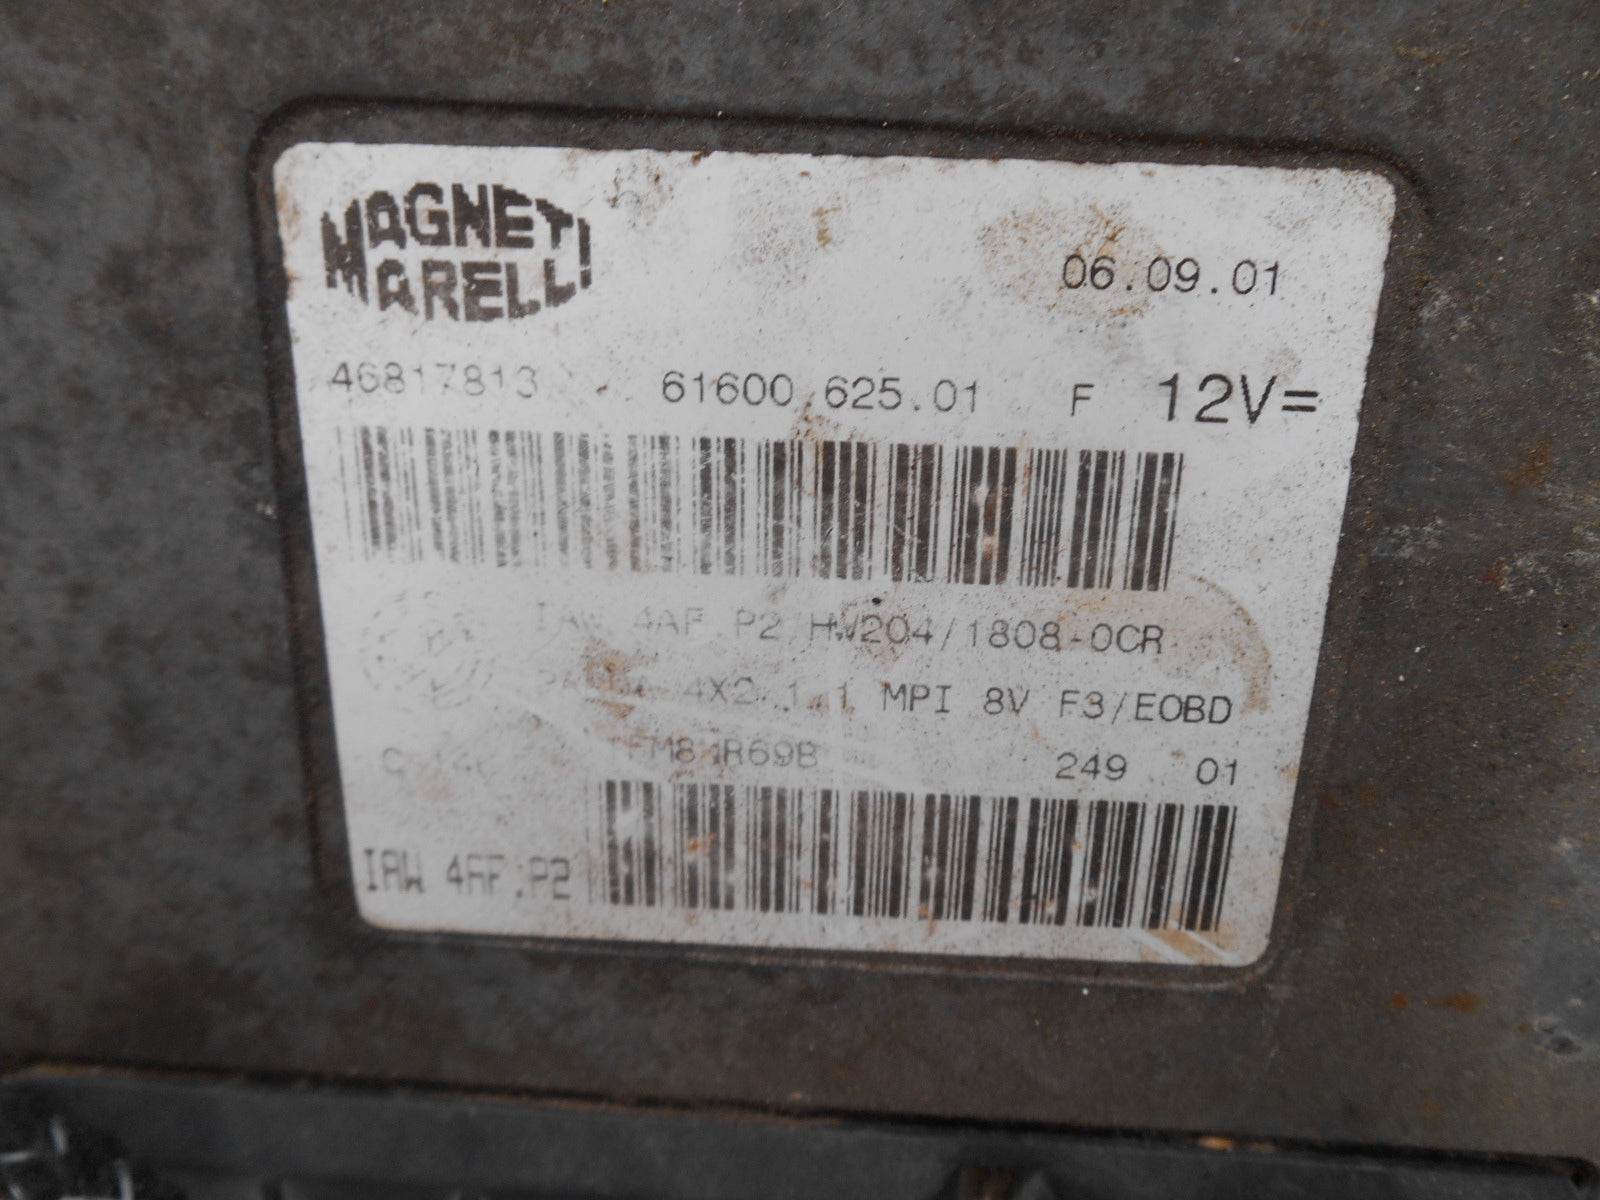 MAGNETI
MARELLI
06.09.01
46817813 61600.625.01 F 12V=
IAW 4AF P2/HW204/1808-0CR
4X2 1.1 MPI 8V F3/EOBD
249 01
IAW 4AF.P2